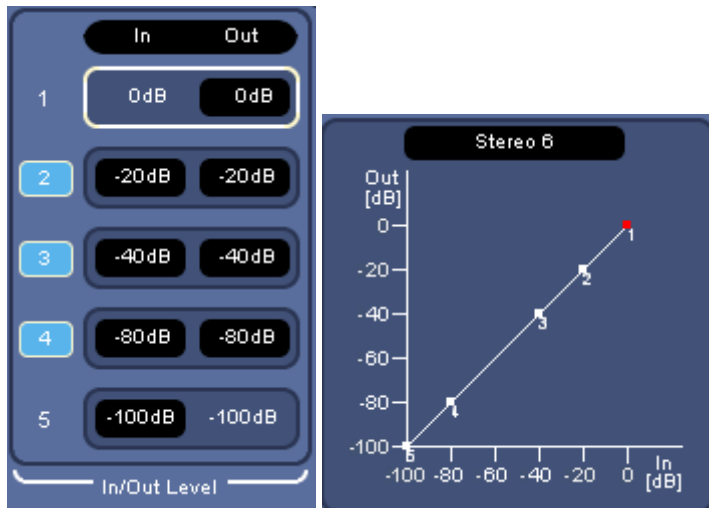 In Out
1 0dB 0dB
2 -20dB -20dB
3 -40dB -40dB
4 -80dB -80dB
5 -100dB -100dB
In/Out Level
Stereo 6
Out
[dB]
0
1
-20
2
-40
3
-60
-80
4
-100
5
-100 -80 -60 -40 -20 0 In
[dB]